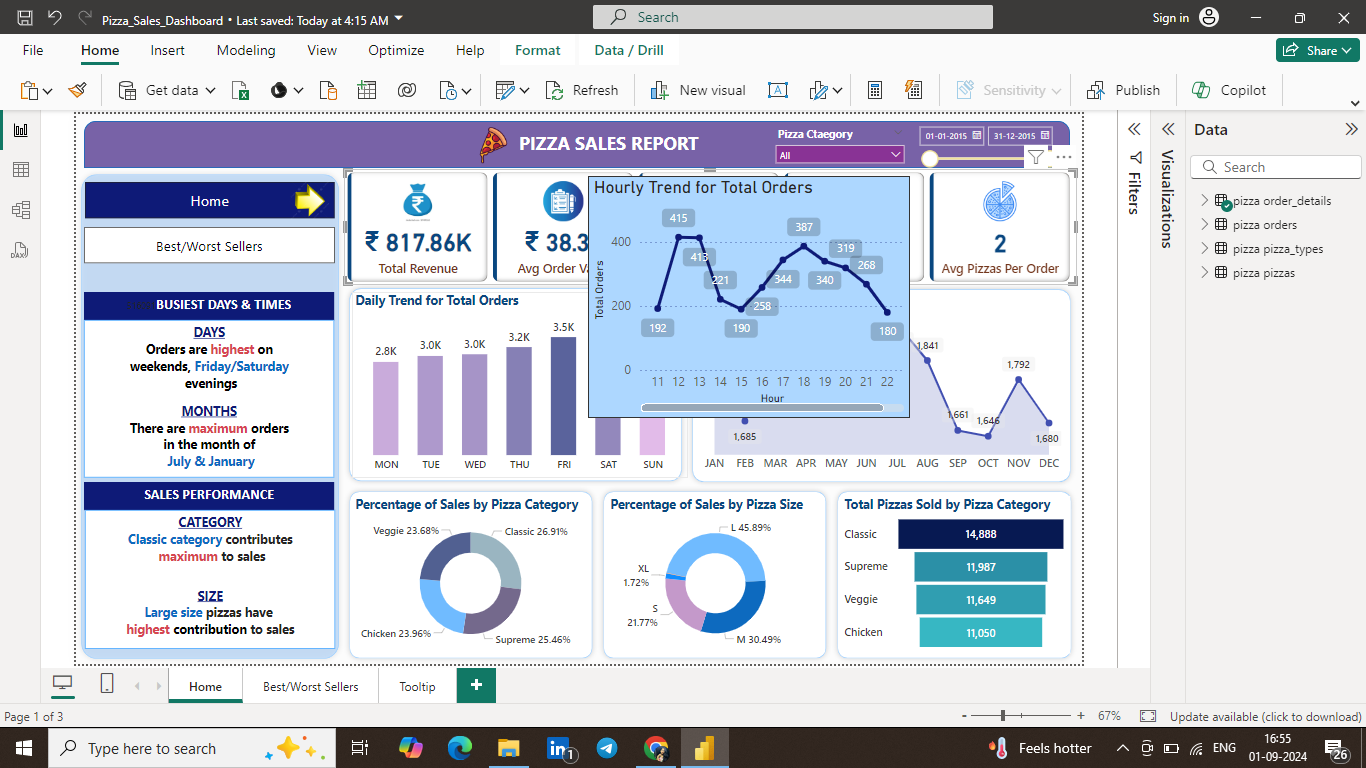 Pizza_Sales_Dashboard • Last saved: Today at 4:15 AM
Search
Sign in
File
Home
Insert
Modeling
View
Optimize
Help
Format
Data / Drill
Share
Get data
Refresh
New visual
Sensitivity
Publish
Copilot
PIZZA SALES REPORT
Pizza Ctaegory
All
01-01-2015
31-12-2015
Home
Best/Worst Sellers
BUSIEST DAYS & TIMES
DAYS
Orders are highest on
weekends, Friday/Saturday
evenings
MONTHS
There are maximum orders
in the month of
July & January
SALES PERFORMANCE
CATEGORY
Classic category contributes
maximum to sales
SIZE
Large size pizzas have
highest contribution to sales
₹ 817.86K
Total Revenue
₹ 38.3
Avg Order Va
2
Avg Pizzas Per Order
Hourly Trend for Total Orders
Total Orders
400
200
0
192
415
413
221
190
258
344
387
340
319
268
180
11 12 13 14 15 16 17 18 19 20 21 22
Hour
Daily Trend for Total Orders
2.8K
3.0K
3.0K
3.2K
3.5K
MON TUE WED THU FRI SAT SUN
1,685
1,841
1,661
1,646
1,792
1,680
JAN FEB MAR APR MAY JUN JUL AUG SEP OCT NOV DEC
Percentage of Sales by Pizza Category
Veggie 23.68%
Classic 26.91%
Chicken 23.96%
Supreme 25.46%
Percentage of Sales by Pizza Size
L 45.89%
XL
1.72%
S
21.77%
M 30.49%
Total Pizzas Sold by Pizza Category
Classic 14,888
Supreme 11,987
Veggie 11,649
Chicken 11,050
Filters
Visualizations
Data
Search
pizza order_details
pizza orders
pizza pizza_types
pizza pizzas
Home
Best/Worst Sellers
Tooltip
Page 1 of 3
67%
Update available (click to download)
Type here to search
1
Feels hotter
ENG
16:55
01-09-2024
26